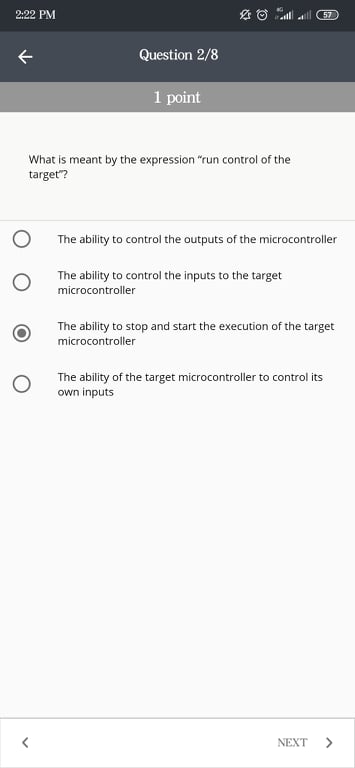 2:22 PM
4G
57
Question 2/8
1 point
What is meant by the expression “run control of the
target”?
The ability to control the outputs of the microcontroller
The ability to control the inputs to the target
microcontroller
The ability to stop and start the execution of the target
microcontroller
The ability of the target microcontroller to control its
own inputs
NEXT